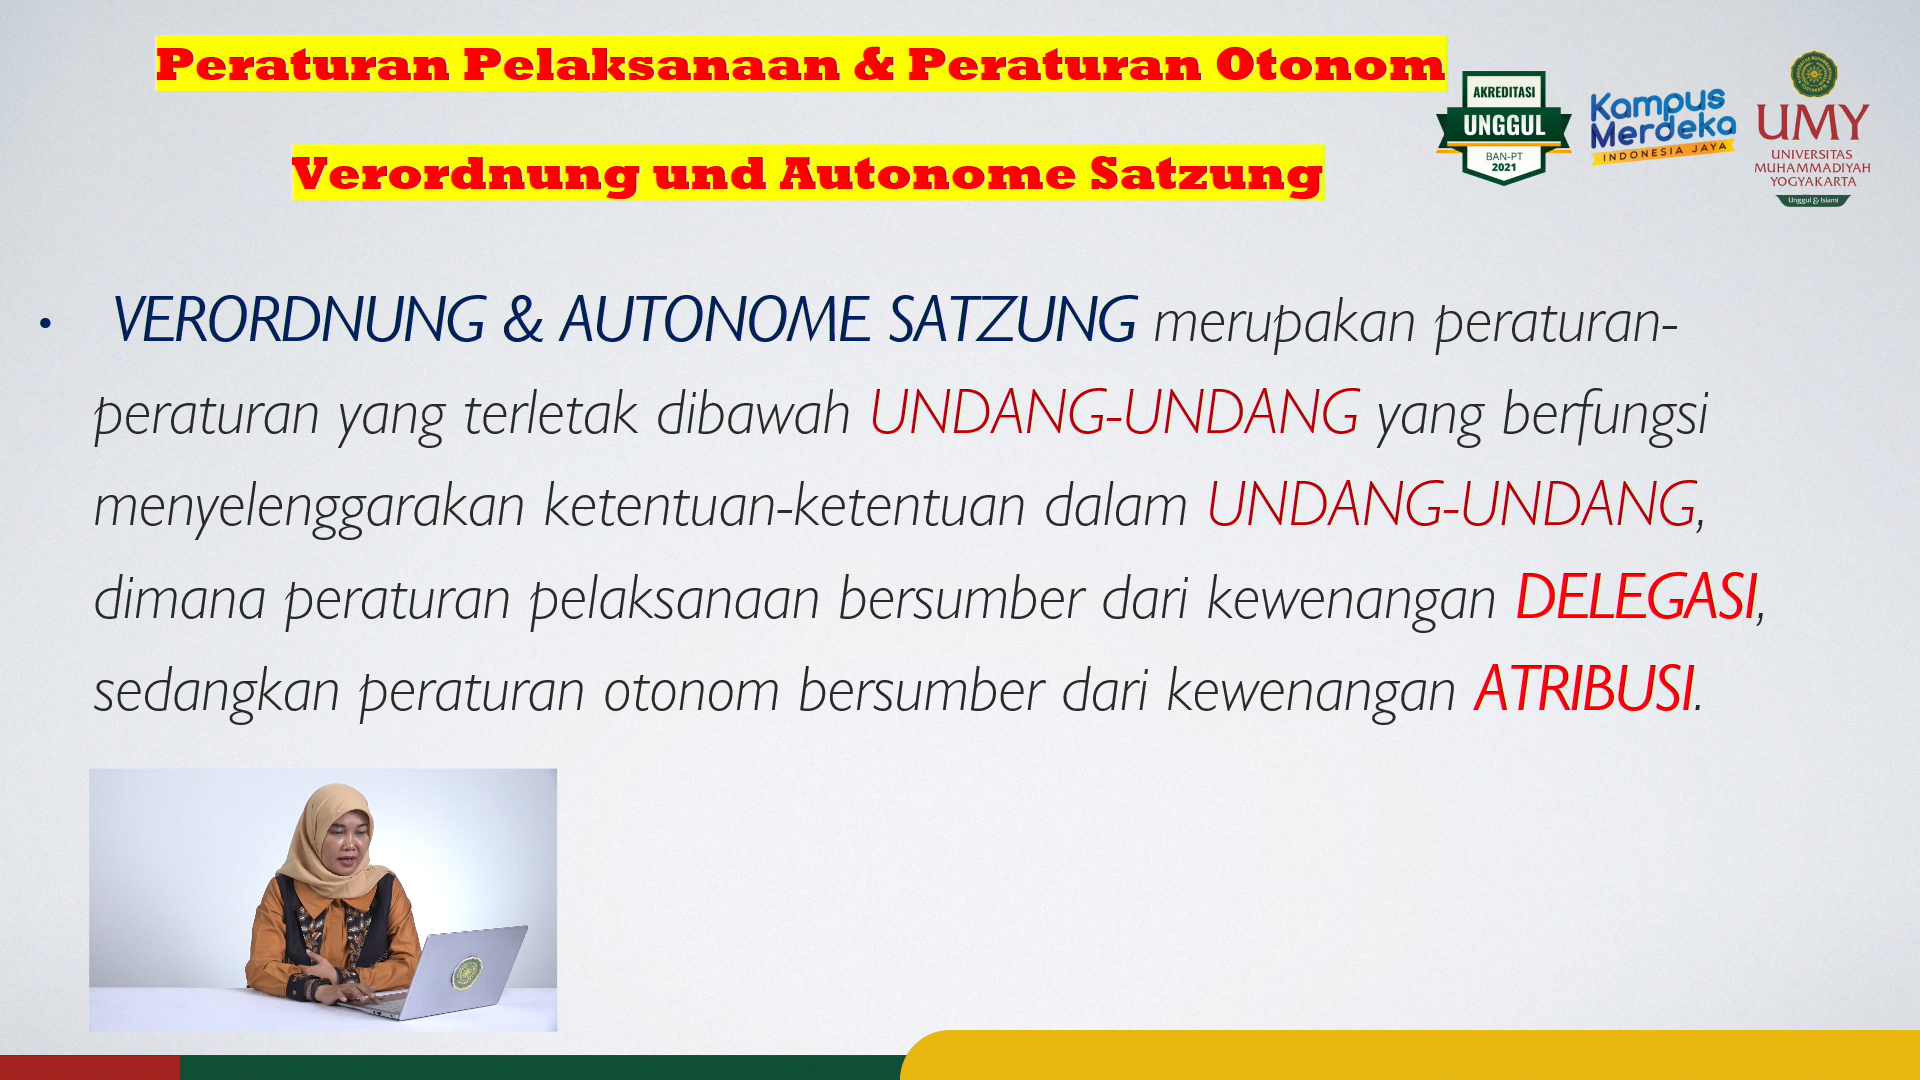 Peraturan Pelaksanaan & Peraturan Otonom
Verordnung und Autonome Satzung
AKREDITASI
UNGGUL
BAN-PT
2021
Kampus
Merdeka
INDONESIA JAYA
UMY
UNIVERSITAS
MUHAMMADIYAH
YOGYAKARTA
Unggul & Islami
• VERORDNUNG & AUTONOME SATZUNG merupakan peraturan-
peraturan yang terletak dibawah UNDANG-UNDANG yang berfungsi
menyelenggarakan ketentuan-ketentuan dalam UNDANG-UNDANG,
dimana peraturan pelaksanaan bersumber dari kewenangan DELEGASI,
sedangkan peraturan otonom bersumber dari kewenangan ATRIBUSI.